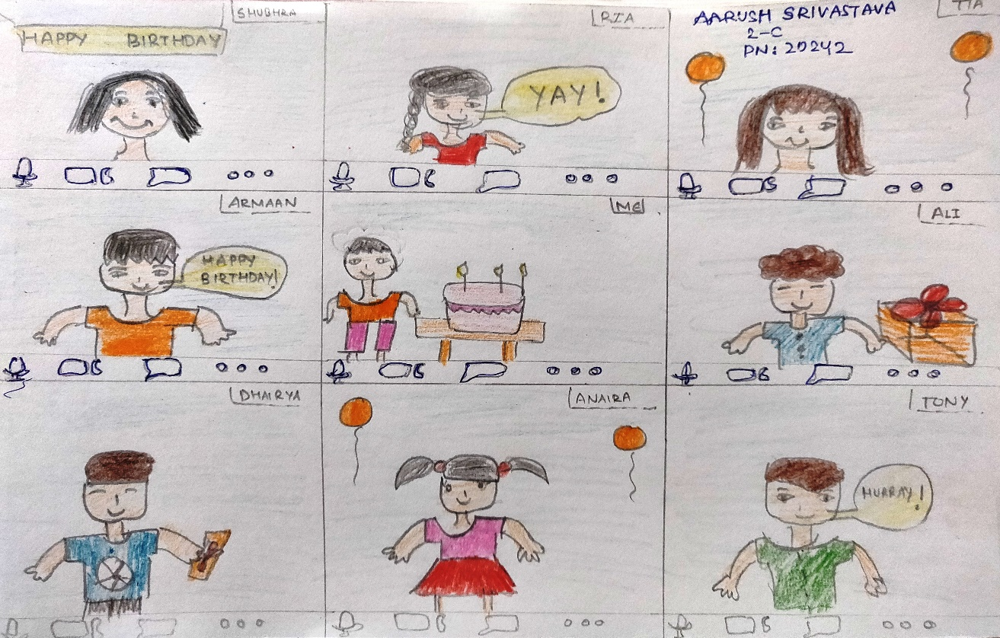 SHUBHRA
HAPPY BIRTHDAY
RIA
YAY!
AARUSH SRIVASTAVA
2-C
PN: 20242
TIA
ARMAAN
HAPPY
BIRTHDAY!
ME
ALI
DHAIRYA
ANAIRA
TONY
HURRAY!